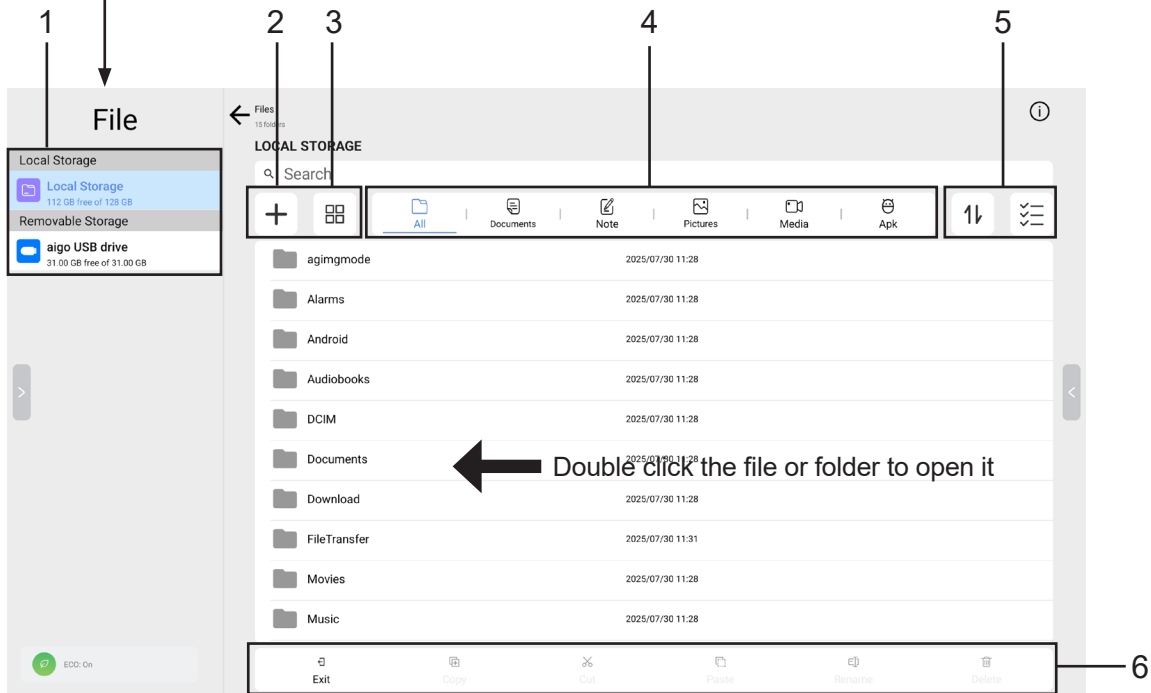 1
2
3
4
5
File
Files
15 folders
LOCAL STORAGE
Local Storage
Search
Local Storage
112 GB free of 128 GB
Removable Storage
aigo USB drive
31.00 GB free of 31.00 GB
All
Documents
Note
Pictures
Media
Apk
agimgmode 2025/07/30 11:28
Alarms 2025/07/30 11:28
Android 2025/07/30 11:28
Audiobooks 2025/07/30 11:28
DCIM 2025/07/30 11:28
Documents 2025/07/30 11:28
Double click the file or folder to open it
Download 2025/07/30 11:28
FileTransfer 2025/07/30 11:31
Movies 2025/07/30 11:28
Music 2025/07/30 11:28
ECO: On
Exit
Copy
Cut
Paste
Rename
Delete
6